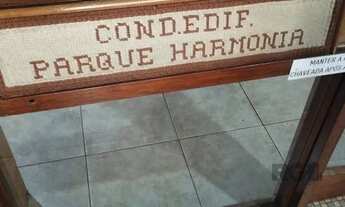 COND.EDIF.
PARQUE HARMONIA
MANTER A
CHAVEADA APÓS